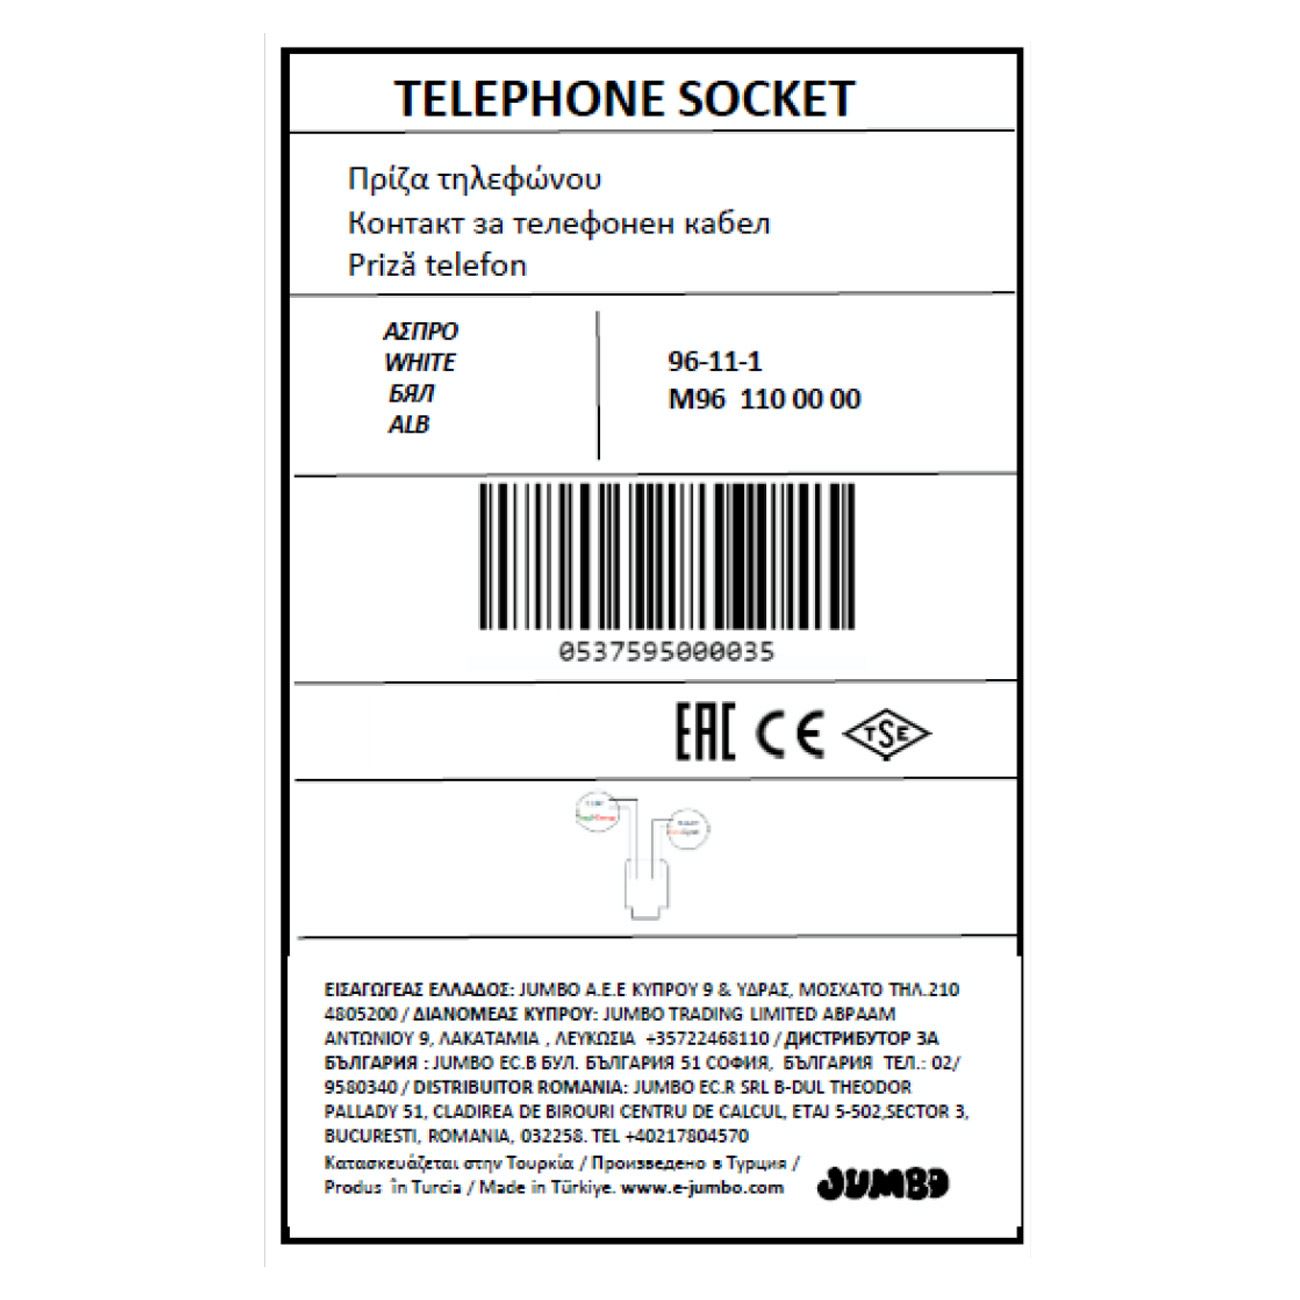 TELEPHONE SOCKET
Πρίζα τηλεφώνου
Контакт за телефонен кабел
Priză telefon
ΑΣΠΡΟ
WHITE
БЯЛ
ALB
96-11-1
M96 110 00 00
0537595000035
EAC CE TSE
ΕΙΣΑΓΩΓΕΑΣ ΕΛΛΑΔΟΣ: JUMBO A.E.E ΚΥΠΡΟΥ 9 & ΥΔΡΑΣ, ΜΟΣΧΑΤΟ ΤΗΛ.210
4805200 / ΔΙΑΝΟΜΕΑΣ ΚΥΠΡΟΥ: JUMBO TRADING LIMITED ΑΒΡΑΑΜ
ΑΝΤΩΝΙΟΥ 9, ΛΑΚΑΤΑΜΙΑ , ΛΕΥΚΩΣΙΑ +35722468110 / ДИСТРИБУТОР ЗА
БЪЛГАРИЯ : JUMBO EC.B БУЛ. БЪЛГАРИЯ 51 СОФИЯ, БЪЛГАРИЯ ТЕЛ.: 02/
9580340 / DISTRIBUITOR ROMANIA: JUMBO EC.R SRL B-DUL THEODOR
PALLADY 51, CLADIREA DE BIROURI CENTRU DE CALCUL, ETAJ 5-502,SECTOR 3,
BUCURESTI, ROMANIA, 032258. TEL +40217804570
Κατασκευάζεται στην Τουρκία / Произведено в Турция /
Produs în Turcia / Made in Türkiye. www.e-jumbo.com
JUMBO